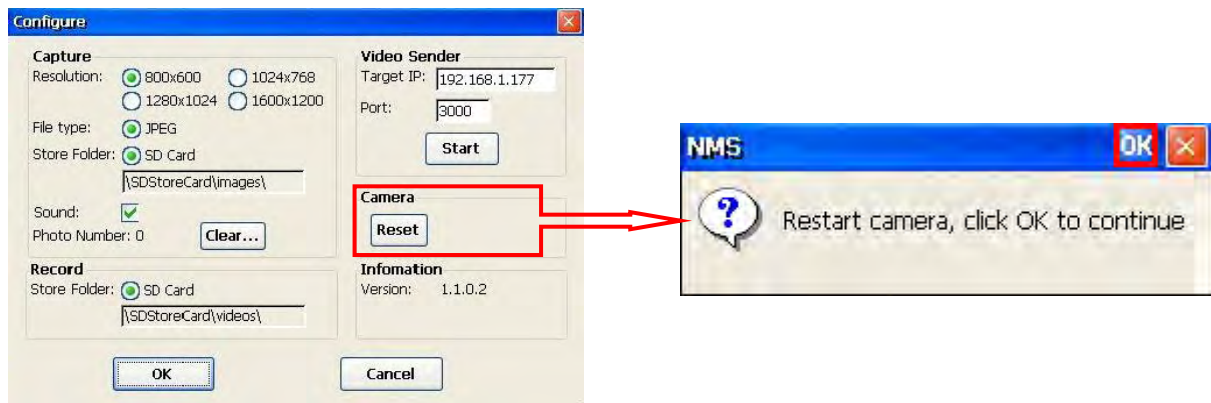 Configure
Capture
Resolution: 800x600 1024x768
1280x1024 1600x1200
File type: JPEG
Store Folder: SD Card
\SDStoreCard\images\
Sound:
Photo Number: 0 Clear...
Record
Store Folder: SD Card
\SDStoreCard\videos\
Video Sender
Target IP: 192.168.1.177
Port: 3000
Start
Camera
Reset
Infomation
Version: 1.1.0.2
OK Cancel
NMS OK
Restart camera, click OK to continue